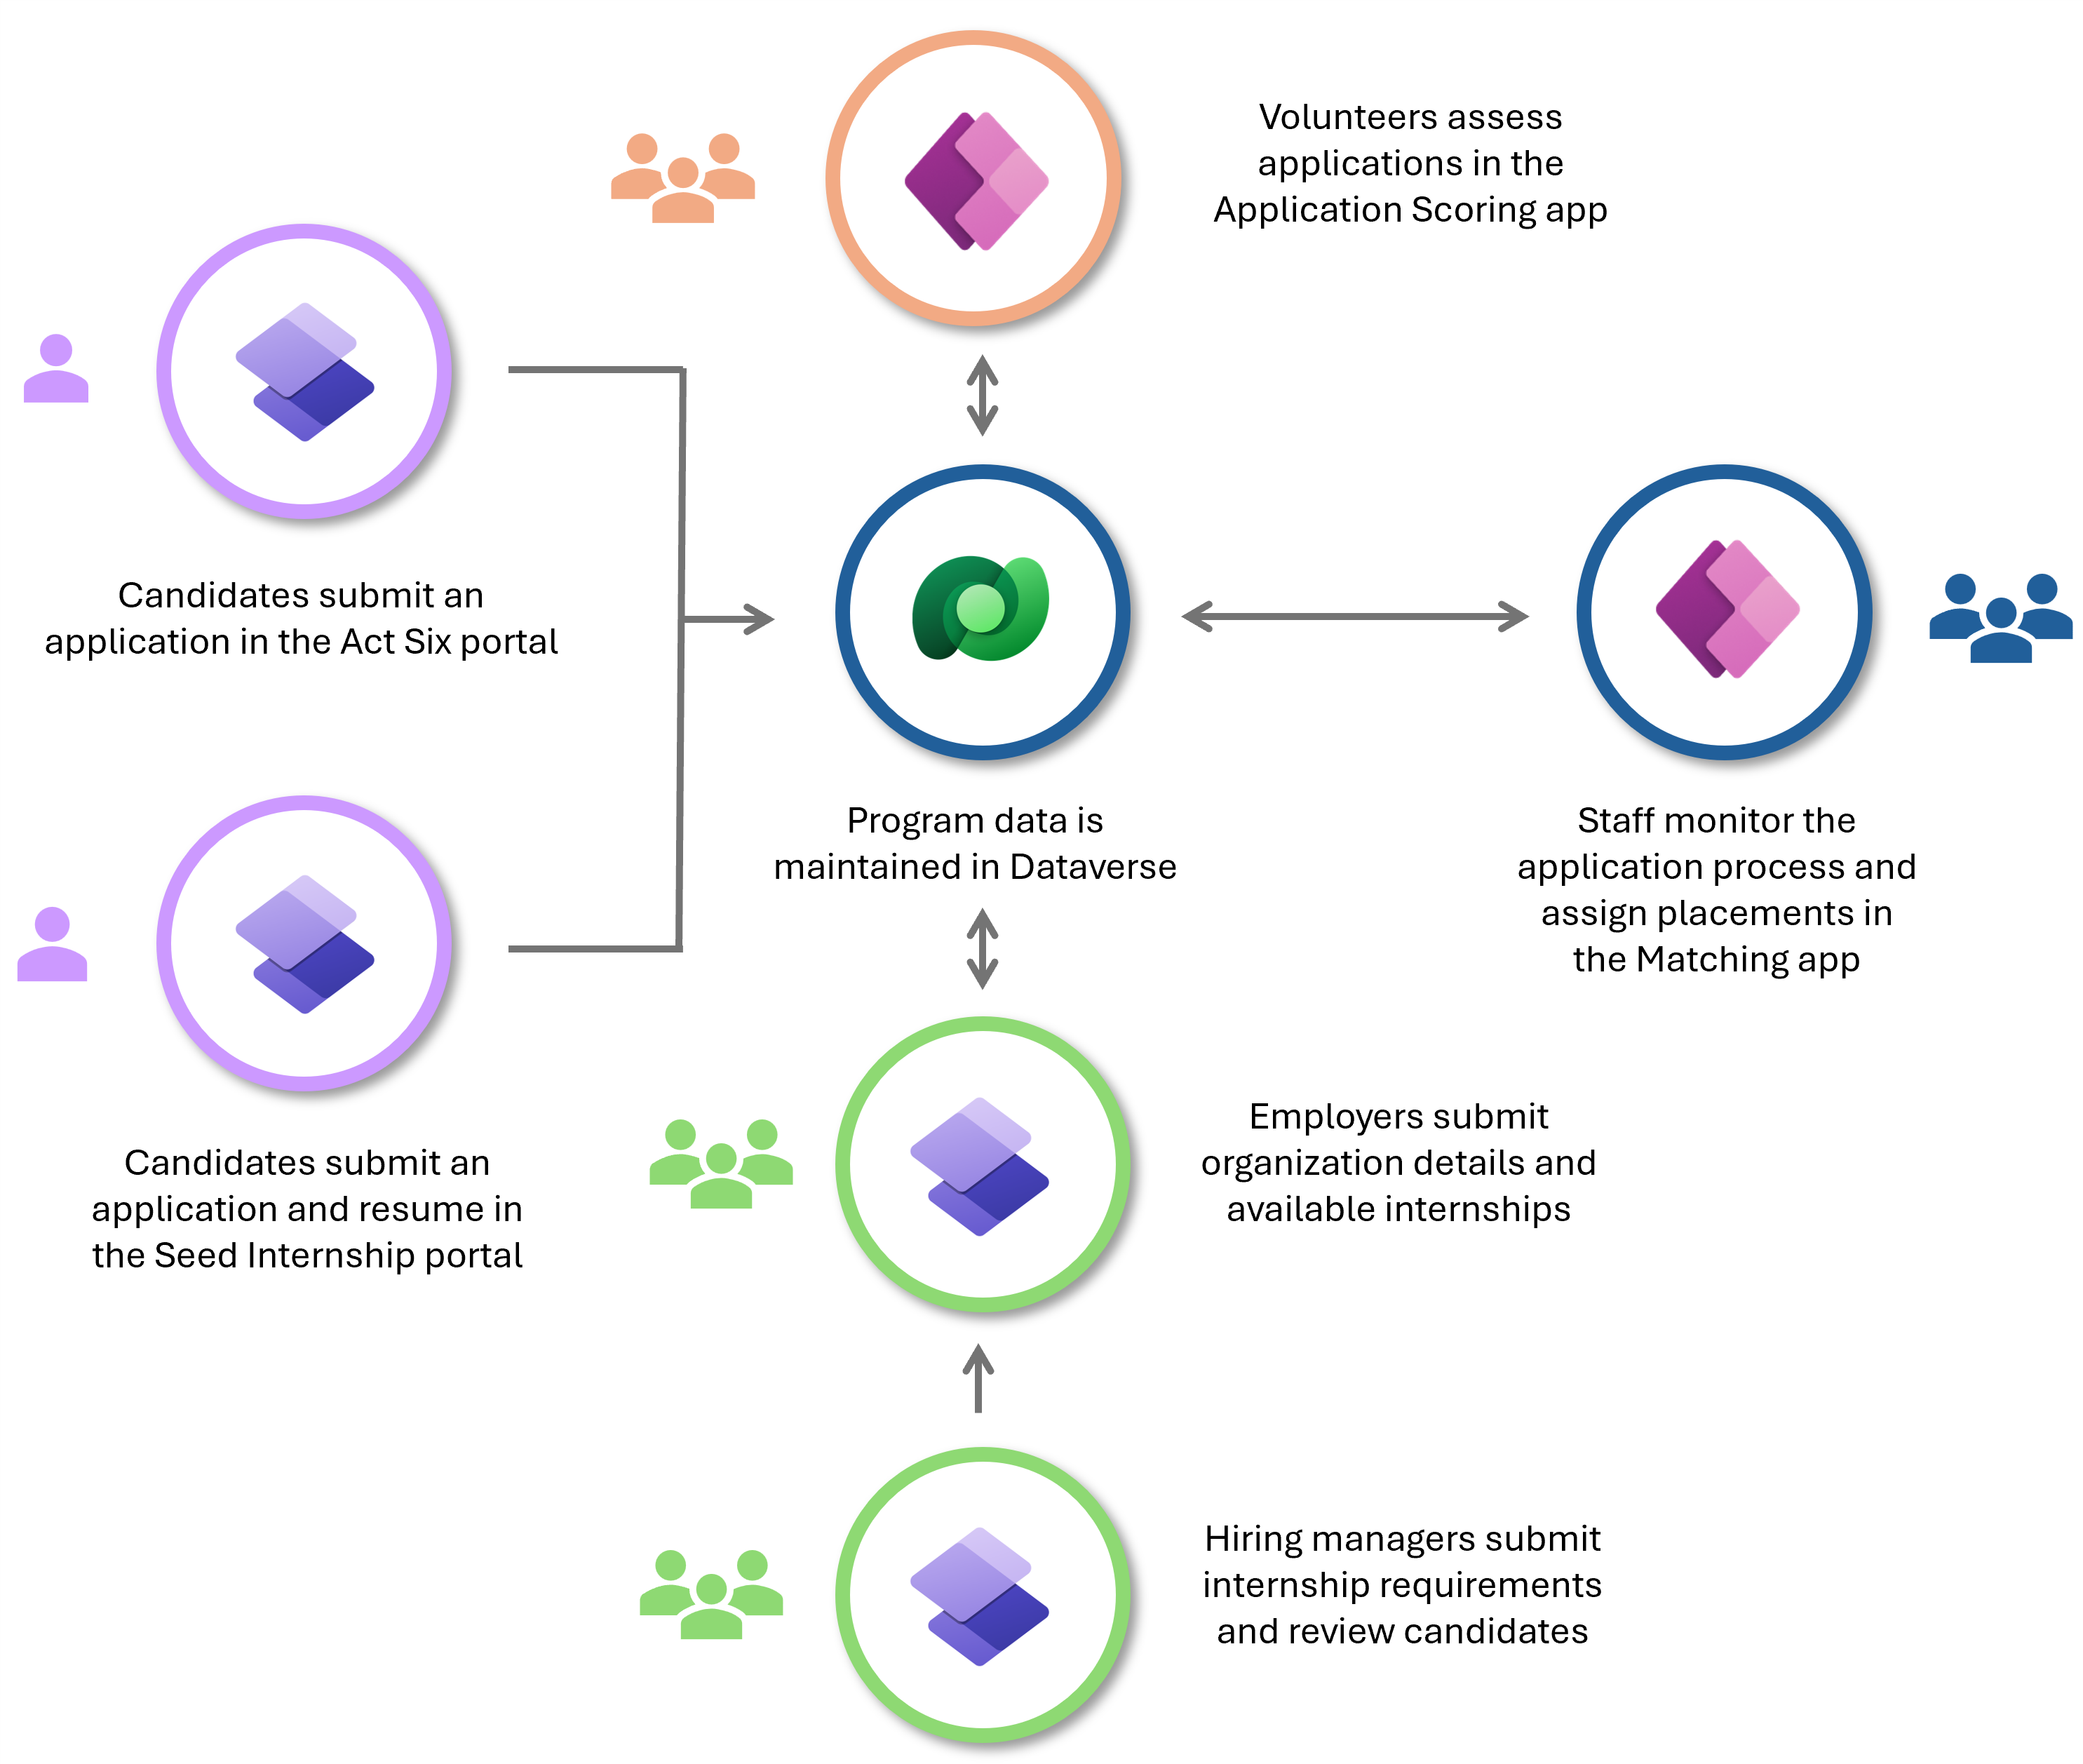 Volunteers assess
applications in the
Application Scoring app
Candidates submit an
application in the Act Six portal
Program data is
maintained in Dataverse
Staff monitor the
application process and
assign placements in
the Matching app
Candidates submit an
application and resume in
the Seed Internship portal
Employers submit
organization details and
available internships
Hiring managers submit
internship requirements
and review candidates